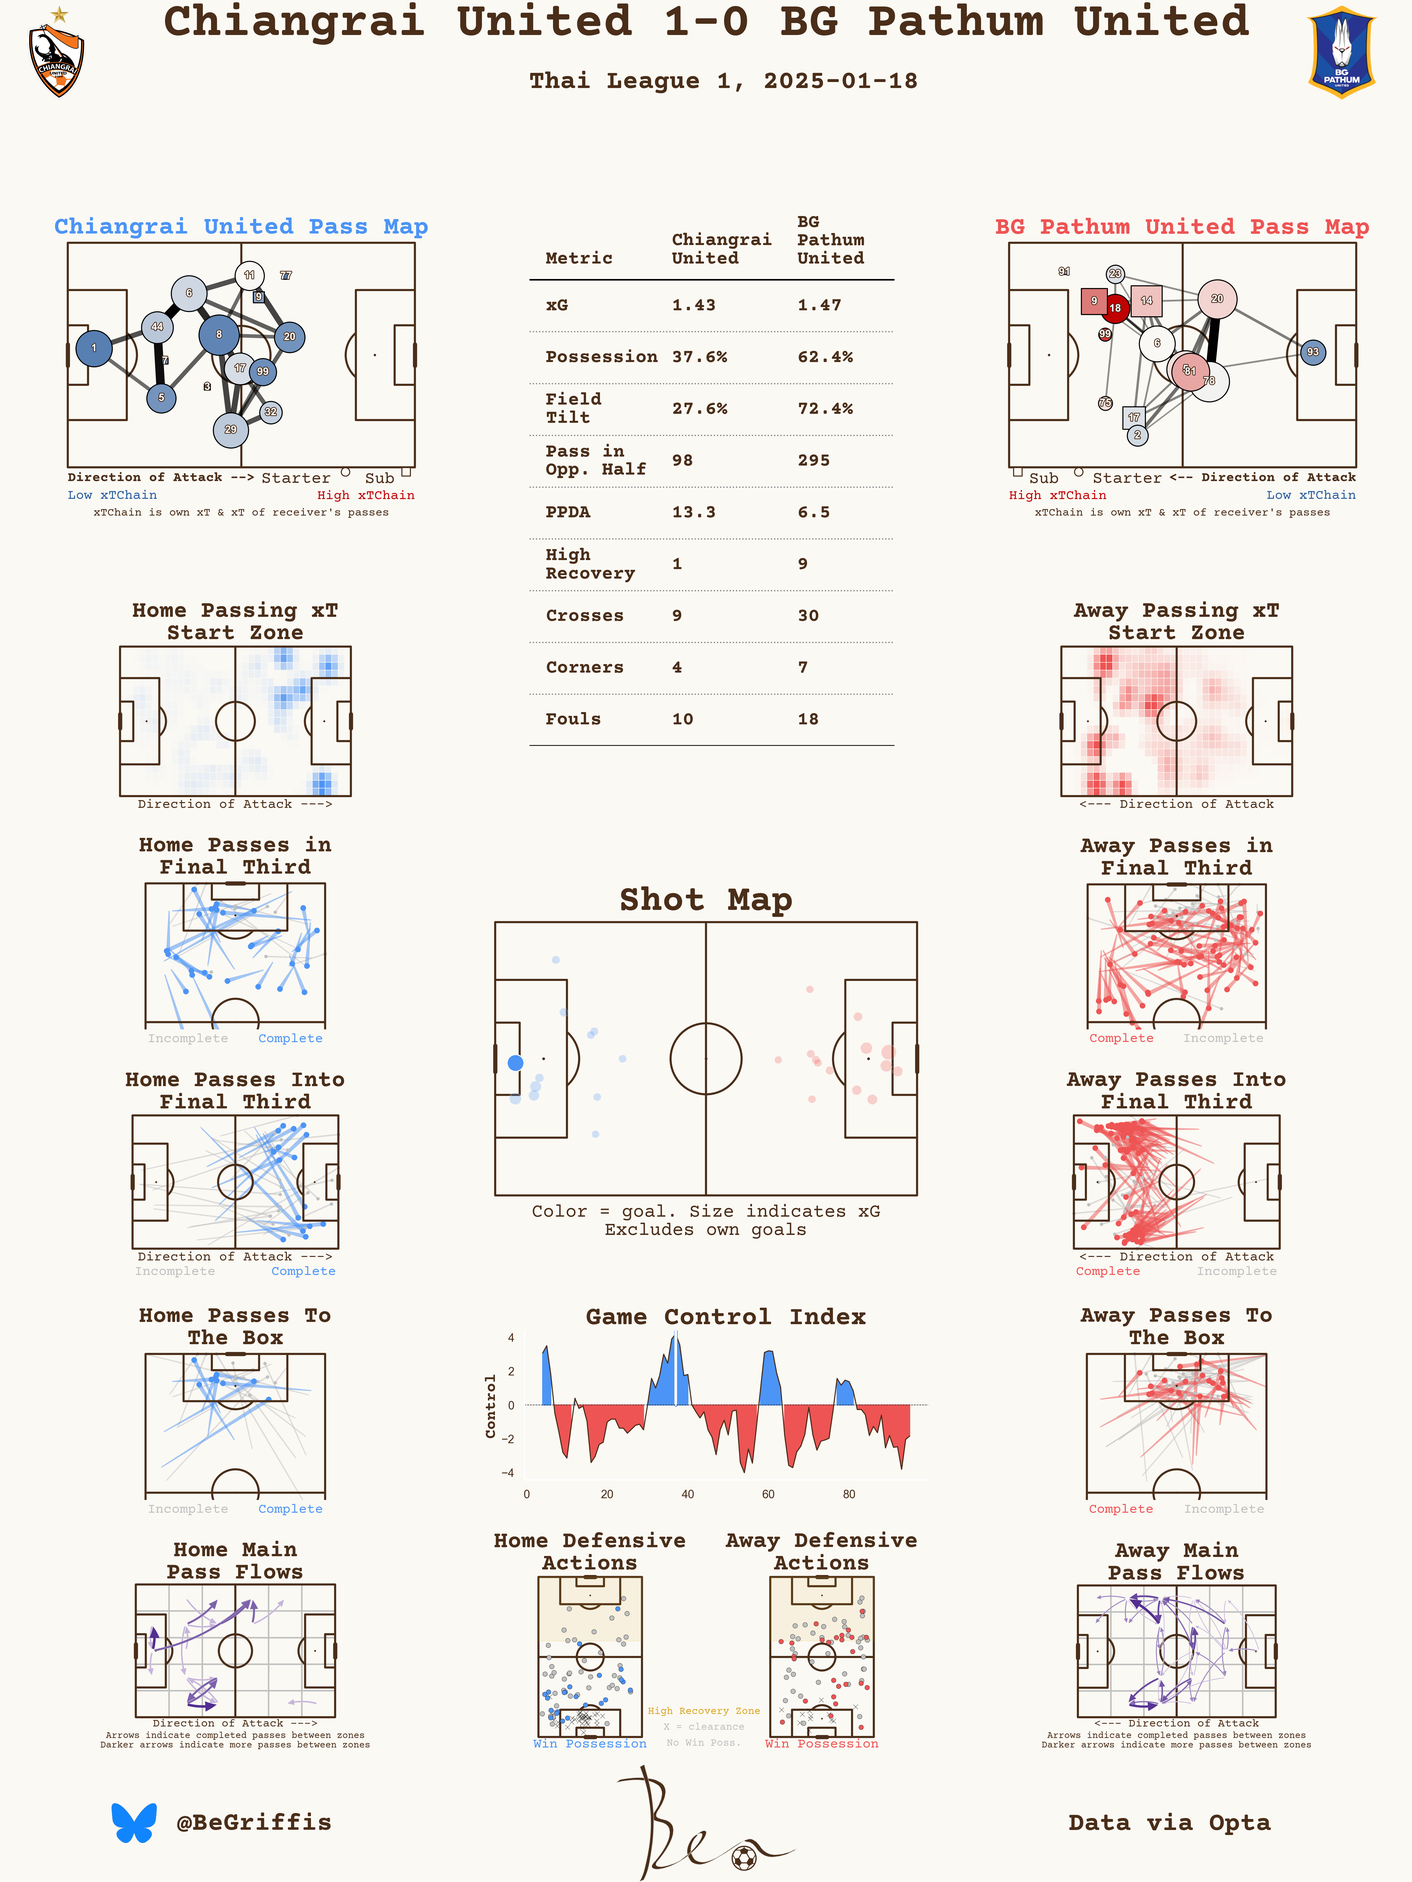 Chiangrai United 1-0 BG Pathum United
Thai League 1, 2025-01-18
CHIANGRAI
UNITED
BG
PATHUM
UNITED
Chiangrai United Pass Map
11
77
9
6
44
8
20
1
7
17
99
3
5
32
29
Direction of Attack --> Starter Sub
Low xTChain High xTChain
xTChain is own xT & xT of receiver's passes
Metric Chiangrai United BG Pathum United
xG 1.43 1.47
Possession 37.6% 62.4%
Field Tilt 27.6% 72.4%
Pass in Opp. Half 98 295
PPDA 13.3 6.5
High Recovery 1 9
Crosses 9 30
Corners 4 7
Fouls 10 18
BG Pathum United Pass Map
91
23
9
18
14
20
99
6
93
81
78
75
17
2
Sub Starter <-- Direction of Attack
High xTChain Low xTChain
xTChain is own xT & xT of receiver's passes
Home Passing xT
Start Zone
Direction of Attack --->
Away Passing xT
Start Zone
<--- Direction of Attack
Home Passes in
Final Third
Incomplete Complete
Away Passes in
Final Third
Complete Incomplete
Shot Map
Color = goal. Size indicates xG
Excludes own goals
Home Passes Into
Final Third
Direction of Attack --->
Incomplete Complete
Away Passes Into
Final Third
<--- Direction of Attack
Complete Incomplete
Home Passes To
The Box
Incomplete Complete
Game Control Index
Control
4
2
0
−2
−4
0 20 40 60 80
Away Passes To
The Box
Complete Incomplete
Home Main
Pass Flows
Direction of Attack --->
Arrows indicate completed passes between zones
Darker arrows indicate more passes between zones
Home Defensive
Actions
Win Possession
High Recovery Zone
X = clearance
No Win Poss.
Away Defensive
Actions
Win Possession
Away Main
Pass Flows
<--- Direction of Attack
Arrows indicate completed passes between zones
Darker arrows indicate more passes between zones
@BeGriffis
Ben
Data via Opta